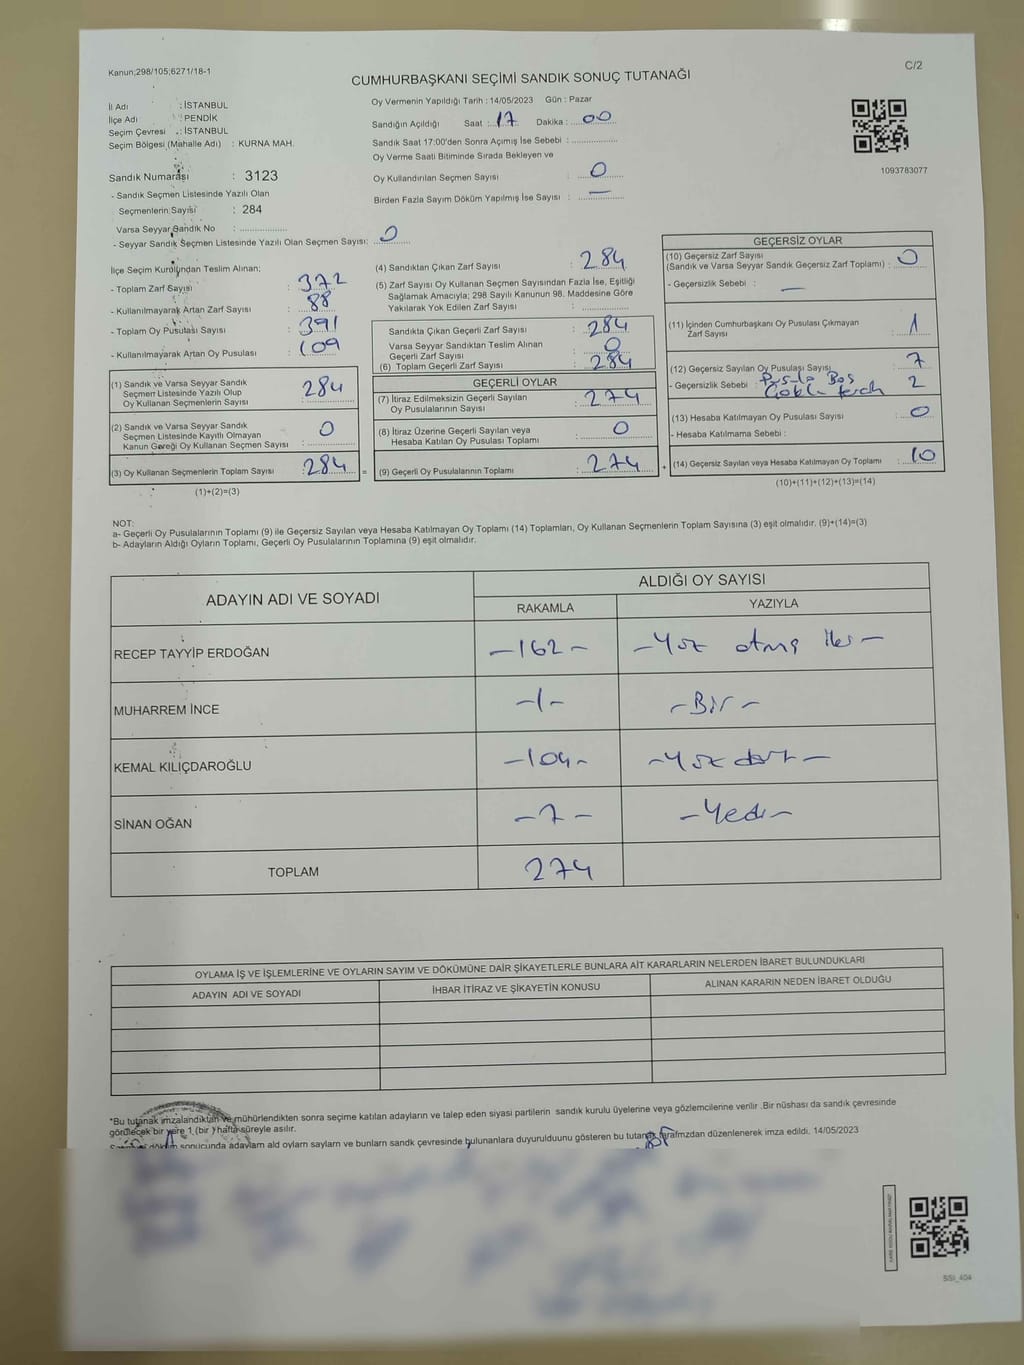 Kanun;298/105;6271/18-1
C/2
CUMHURBAŞKANI SEÇİMİ SANDIK SONUÇ TUTANAĞI
İl Adı : İSTANBUL
İlçe Adı : PENDİK
Seçim Çevresi : İSTANBUL
Seçim Bölgesi (Mahalle Adı) : KURNA MAH.
Sandık Numarası : 3123
- Sandık Seçmen Listesinde Yazılı Olan
Seçmenlerin Sayısı : 284
Varsa Seyyar Sandık No : ..................
- Seyyar Sandık Seçmen Listesinde Yazılı Olan Seçmen Sayısı: 0
Oy Vermenin Yapıldığı Tarih : 14/05/2023 Gün : Pazar
Sandığın Açıldığı Saat : 17 Dakika : 00
Sandık Saat 17:00'den Sonra Açımış İse Sebebi : ..................
Oy Verme Saati Bitiminde Sırada Bekleyen ve
Oy Kullandırılan Seçmen Sayısı : 0
Birden Fazla Sayım Döküm Yapılmış İse Sayısı : —
1093783077
İlçe Seçim Kurulundan Teslim Alınan;
- Toplam Zarf Sayısı : 372
- Kullanılmayarak Artan Zarf Sayısı : 88
- Toplam Oy Pusulası Sayısı : 391
- Kullanılmayarak Artan Oy Pusulası : 109
(1) Sandık ve Varsa Seyyar Sandık
Seçmen Listesinde Yazılı Olup
Oy Kullanan Seçmenlerin Sayısı : 284
(2) Sandık ve Varsa Seyyar Sandık
Seçmen Listesinde Kayıtlı Olmayan
Kanun Gereği Oy Kullanan Seçmen Sayısı : 0
(3) Oy Kullanan Seçmenlerin Toplam Sayısı : 284 =
(1)+(2)=(3)
(4) Sandıktan Çıkan Zarf Sayısı : 284
(5) Zarf Sayısı Oy Kullanan Seçmen Sayısından Fazla İse, Eşitliği
Sağlamak Amacıyla; 298 Sayılı Kanunun 98. Maddesine Göre
Yakılarak Yok Edilen Zarf Sayısı : ..................
Sandıkta Çıkan Geçerli Zarf Sayısı : 284
Varsa Seyyar Sandıktan Teslim Alınan
Geçerli Zarf Sayısı : 0
(6) Toplam Geçerli Zarf Sayısı : 284
GEÇERLİ OYLAR
(7) İtiraz Edilmeksizin Geçerli Sayılan
Oy Pusulalarının Sayısı : 274
(8) İtiraz Üzerine Geçerli Sayılan veya
Hesaba Katılan Oy Pusulası Toplamı : 0
(9) Geçerli Oy Pusulalarının Toplamı : 274 +
GEÇERSİZ OYLAR
(10) Geçersiz Zarf Sayısı
(Sandık ve Varsa Seyyar Sandık Geçersiz Zarf Toplamı) : 0
- Geçersizlik Sebebi : —
(11) İçinden Cumhurbaşkanı Oy Pusulası Çıkmayan
Zarf Sayısı : 1
(12) Geçersiz Sayılan Oy Pusulası Sayısı : 7
- Geçersizlik Sebebi : Pusula Boş 2
(13) Hesaba Katılmayan Oy Pusulası Sayısı : 0
- Hesaba Katılmama Sebebi :
(14) Geçersiz Sayılan veya Hesaba Katılmayan Oy Toplamı : 10
(10)+(11)+(12)+(13)=(14)
NOT:
a- Geçerli Oy Pusulalarının Toplamı (9) ile Geçersiz Sayılan veya Hesaba Katılmayan Oy Toplamı (14) Toplamları, Oy Kullanan Seçmenlerin Toplam Sayısına (3) eşit olmalıdır. (9)+(14)=(3)
b- Adayların Aldığı Oyların Toplamı, Geçerli Oy Pusulalarının Toplamına (9) eşit olmalıdır.
ADAYIN ADI VE SOYADI
ALDIĞI OY SAYISI
RAKAMLA YAZIYLA
RECEP TAYYİP ERDOĞAN -162- -Yüz atmış iki-
MUHARREM İNCE -1- -Bir-
KEMAL KILIÇDAROĞLU -104- -Yüz dört-
SİNAN OĞAN -7- -Yedi-
TOPLAM 274
OYLAMA İŞ VE İŞLEMLERİNE VE OYLARIN SAYIM VE DÖKÜMÜNE DAİR ŞİKAYETLERLE BUNLARA AİT KARARLARIN NELERDEN İBARET BULUNDUKLARI
ADAYIN ADI VE SOYADI İHBAR İTİRAZ VE ŞİKAYETİN KONUSU ALINAN KARARIN NEDEN İBARET OLDUĞU
*Bu tutanak imzalandıktan ve mühürlendikten sonra seçime katılan adayların ve talep eden siyasi partilerin sandık kurulu üyelerine veya gözlemcilerine verilir .Bir nüshası da sandık çevresinde
görülecek bir yere 1 (bir ) hafta süreyle asılır.
sonucunda adayların ald oyların sayları ve bunlarn sandk çevresinde bulunanlara duyurulduunu gösteren bu tutanak tarafmzdan düzenlenerek imza edildi. 14/05/2023
SSI_404